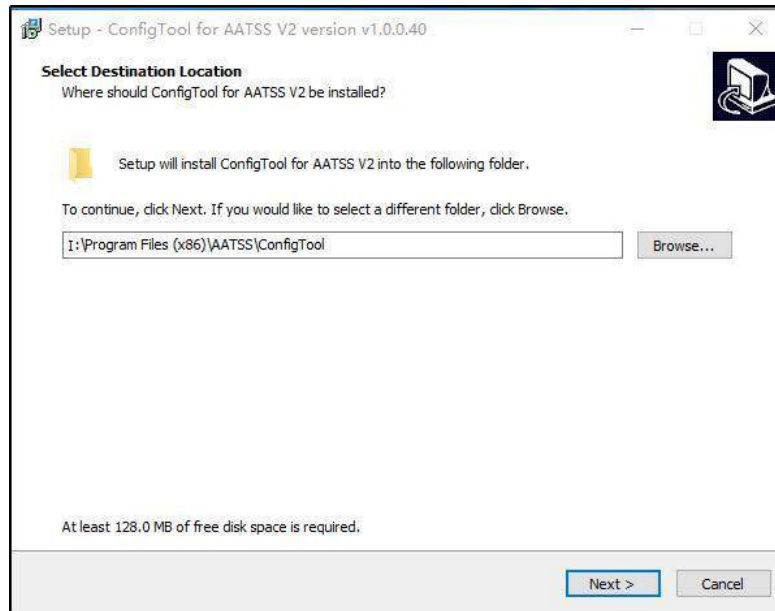 Setup - ConfigTool for AATSS V2 version v1.0.0.40
Select Destination Location
Where should ConfigTool for AATSS V2 be installed?
Setup will install ConfigTool for AATSS V2 into the following folder.
To continue, click Next. If you would like to select a different folder, click Browse.
I:\Program Files (x86)\AATSS\ConfigTool
Browse...
At least 128.0 MB of free disk space is required.
Next >
Cancel